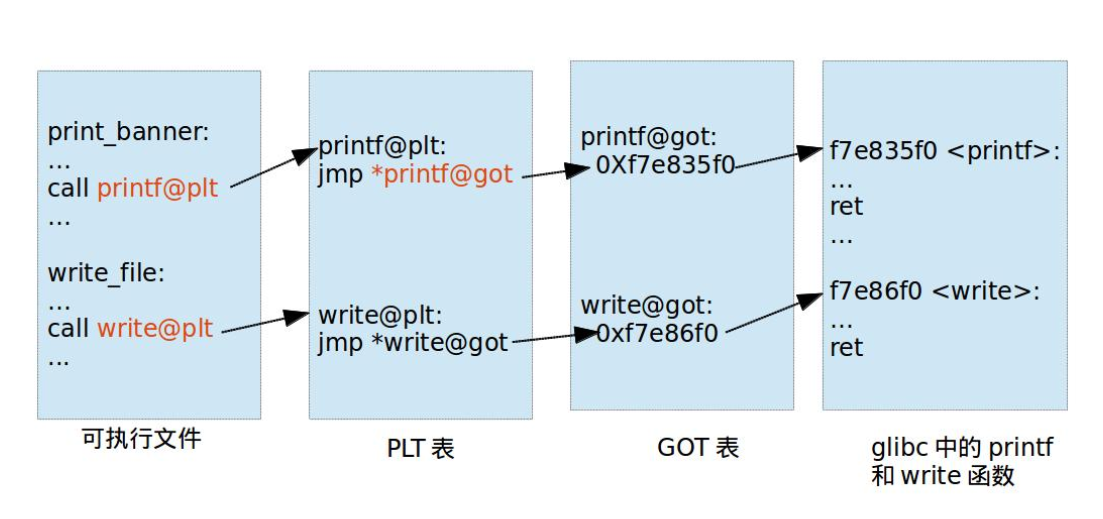 print_banner:
...
call printf@plt
...
write_file:
...
call write@plt
...
可执行文件
printf@plt:
jmp *printf@got
write@plt:
jmp *write@got
PLT 表
printf@got:
0Xf7e835f0
write@got:
0xf7e86f0
GOT 表
f7e835f0 <printf>:
...
ret
...
f7e86f0 <write>:
...
ret
glibc 中的 printf
和 write 函数